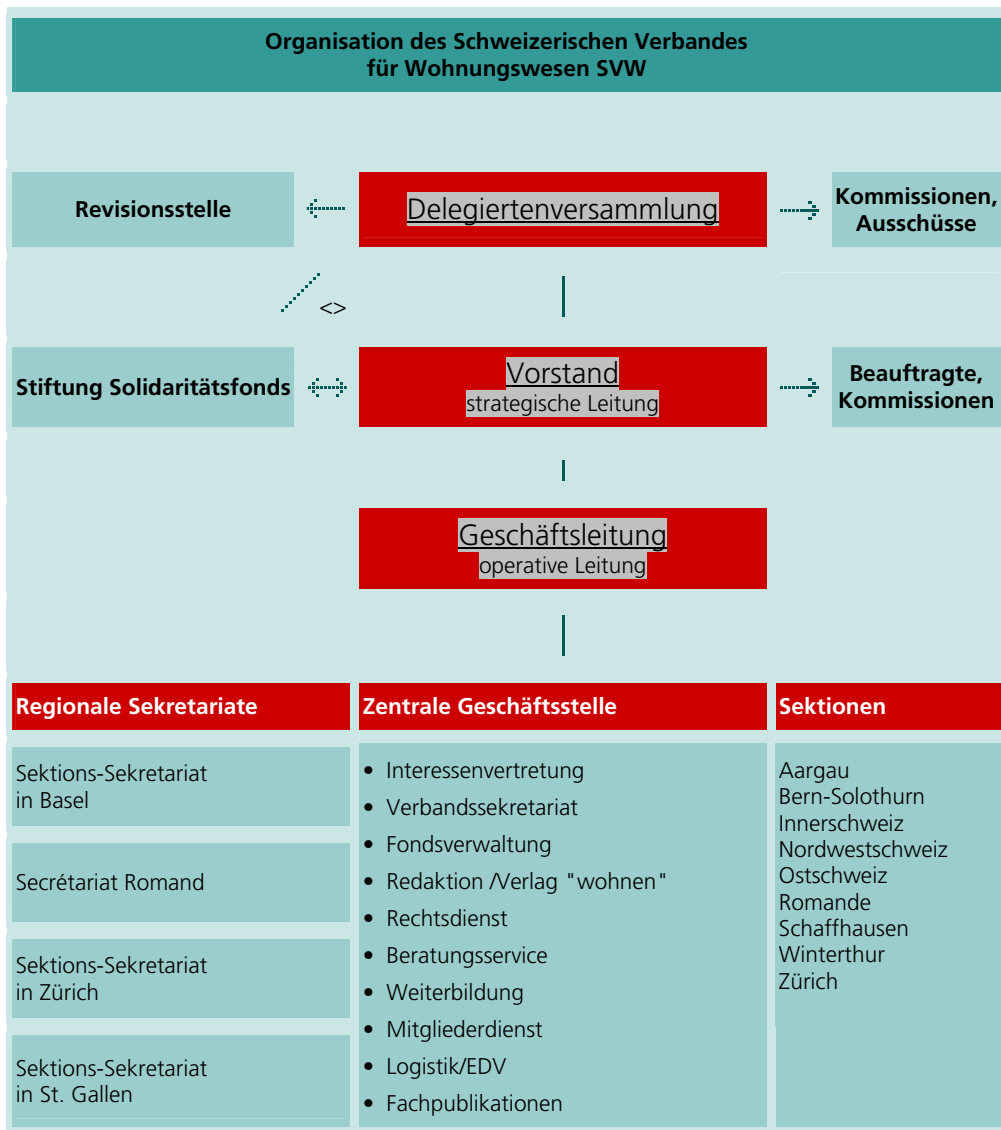 Organisation des Schweizerischen Verbandes
für Wohnungswesen SVW
Revisionsstelle
Delegiertenversammlung
Kommissionen,
Ausschüsse
<>
Stiftung Solidaritätsfonds
Vorstand
strategische Leitung
Beauftragte,
Kommissionen
Geschäftsleitung
operative Leitung
Regionale Sekretariate
Sektions-Sekretariat
in Basel
Secrétariat Romand
Sektions-Sekretariat
in Zürich
Sektions-Sekretariat
in St. Gallen
Zentrale Geschäftsstelle
• Interessenvertretung
• Verbandssekretariat
• Fondsverwaltung
• Redaktion /Verlag "wohnen"
• Rechtsdienst
• Beratungsservice
• Weiterbildung
• Mitgliederdienst
• Logistik/EDV
• Fachpublikationen
Sektionen
Aargau
Bern-Solothurn
Innerschweiz
Nordwestschweiz
Ostschweiz
Romande
Schaffhausen
Winterthur
Zürich